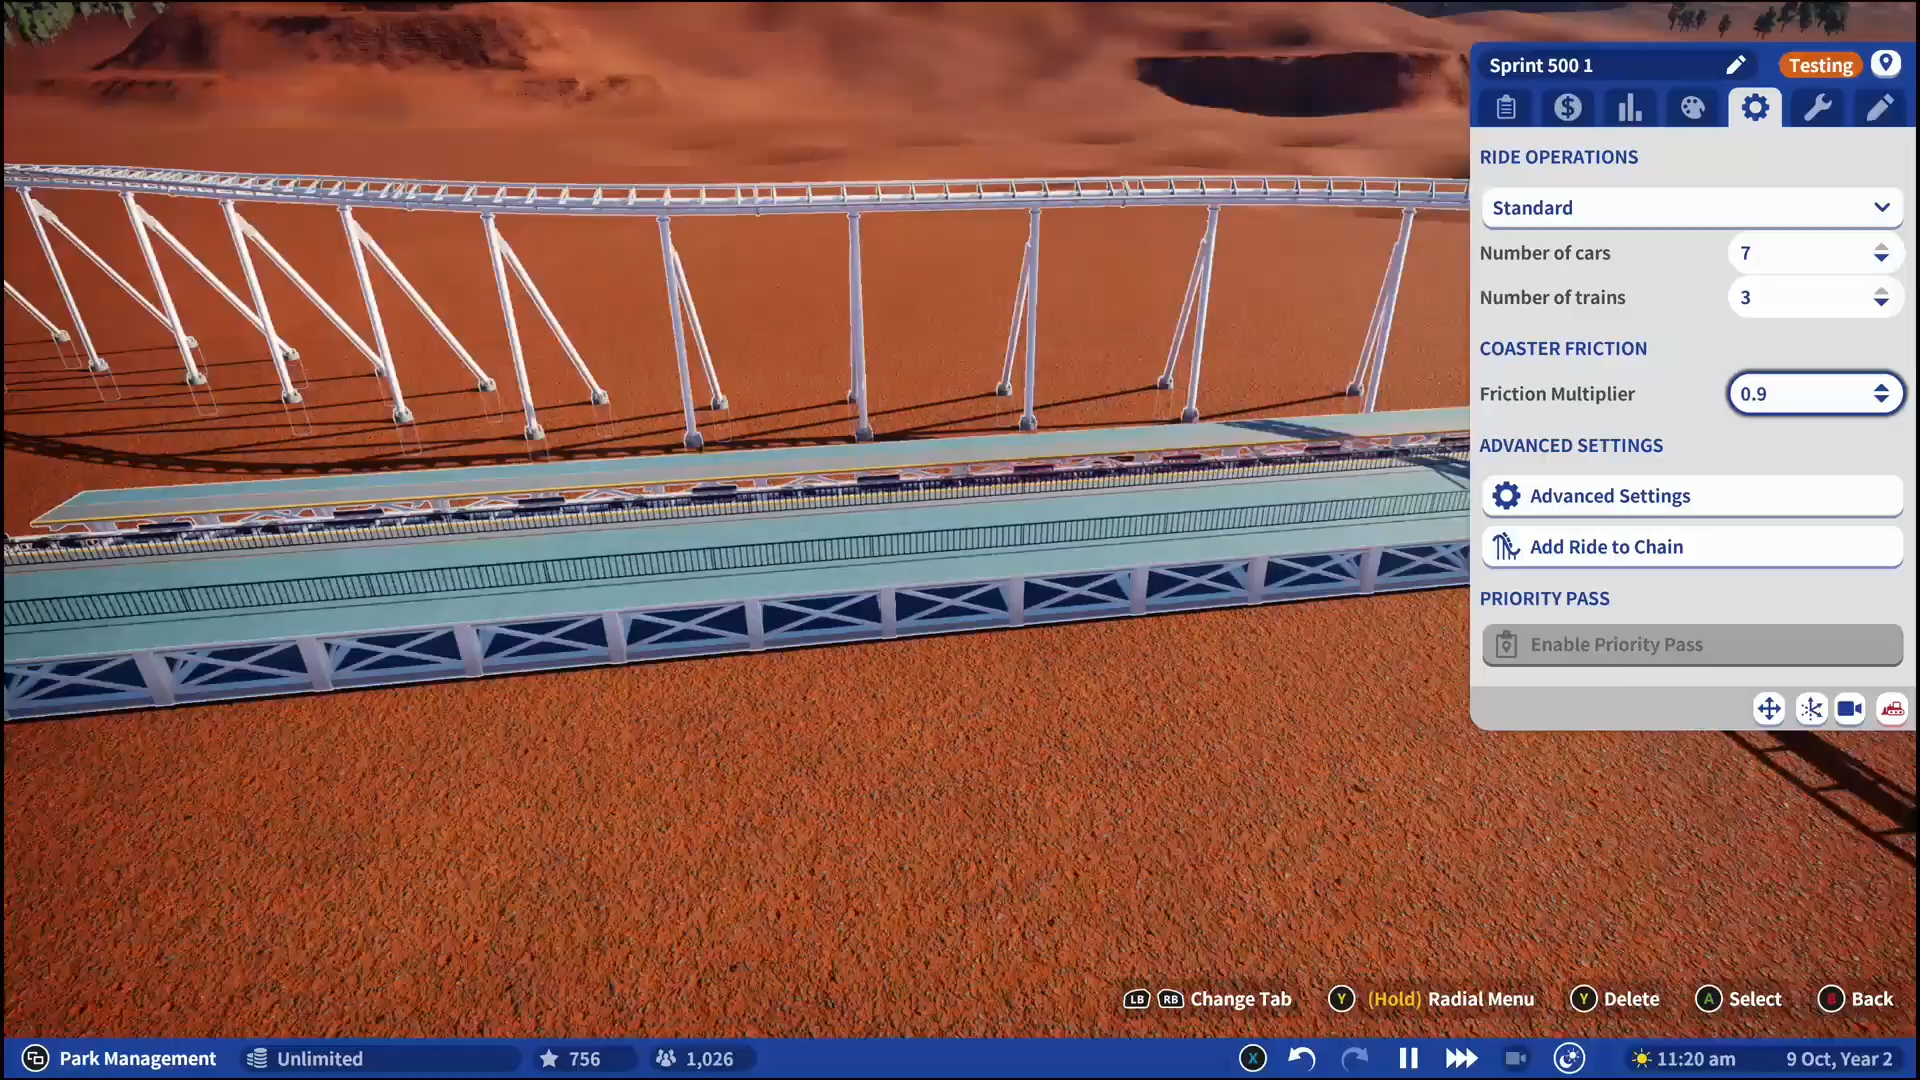 Sprint 500 1
Testing
RIDE OPERATIONS
Standard
Number of cars 7
Number of trains 3
COASTER FRICTION
Friction Multiplier 0.9
ADVANCED SETTINGS
Advanced Settings
Add Ride to Chain
PRIORITY PASS
Enable Priority Pass
LB RB Change Tab Y (Hold) Radial Menu Y Delete A Select B Back
Park Management Unlimited 756 1,026 X 11:20 am 9 Oct, Year 2